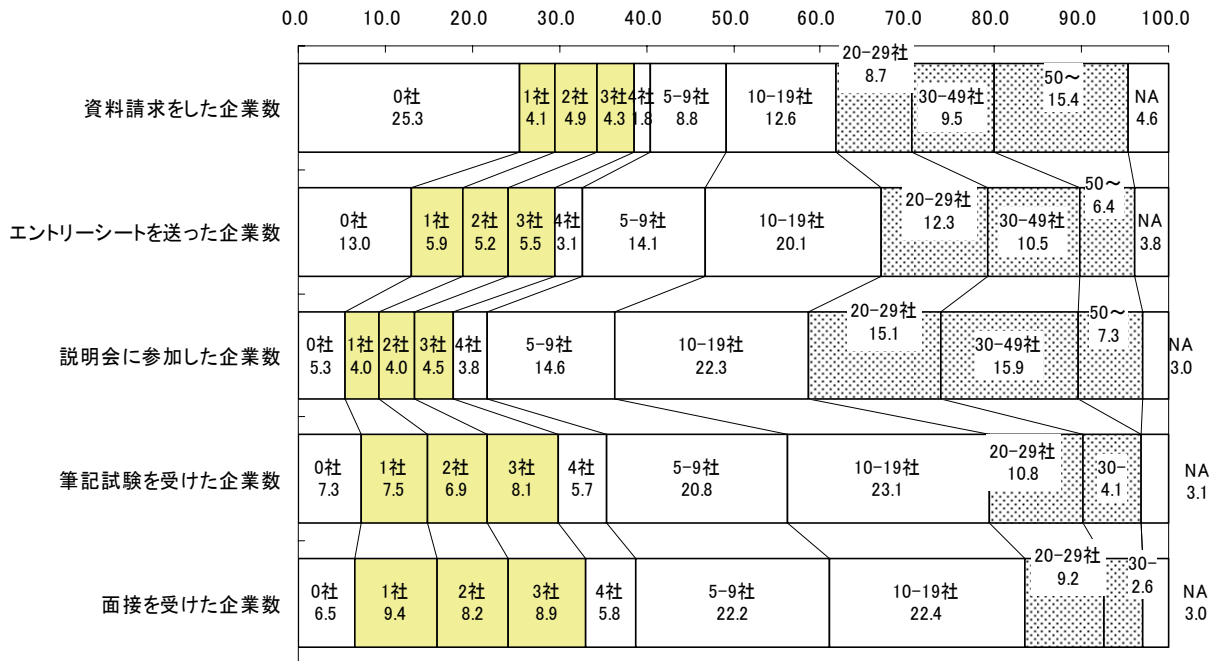 0.0 10.0 20.0 30.0 40.0 50.0 60.0 70.0 80.0 90.0 100.0
資料請求をした企業数
0社 1社 2社 3社 4社 5-9社 10-19社 20-29社 30-49社 50～ NA
25.3 4.1 4.9 4.3 1.8 8.8 12.6 8.7 9.5 15.4 4.6
エントリーシートを送った企業数
0社 1社 2社 3社 4社 5-9社 10-19社 20-29社 30-49社 50～ NA
13.0 5.9 5.2 5.5 3.1 14.1 20.1 12.3 10.5 6.4 3.8
説明会に参加した企業数
0社 1社 2社 3社 4社 5-9社 10-19社 20-29社 30-49社 50～ NA
5.3 4.0 4.0 4.5 3.8 14.6 22.3 15.1 15.9 7.3 3.0
筆記試験を受けた企業数
0社 1社 2社 3社 4社 5-9社 10-19社 20-29社 30- NA
7.3 7.5 6.9 8.1 5.7 20.8 23.1 10.8 4.1 3.1
面接を受けた企業数
0社 1社 2社 3社 4社 5-9社 10-19社 20-29社 30- NA
6.5 9.4 8.2 8.9 5.8 22.2 22.4 9.2 2.6 3.0